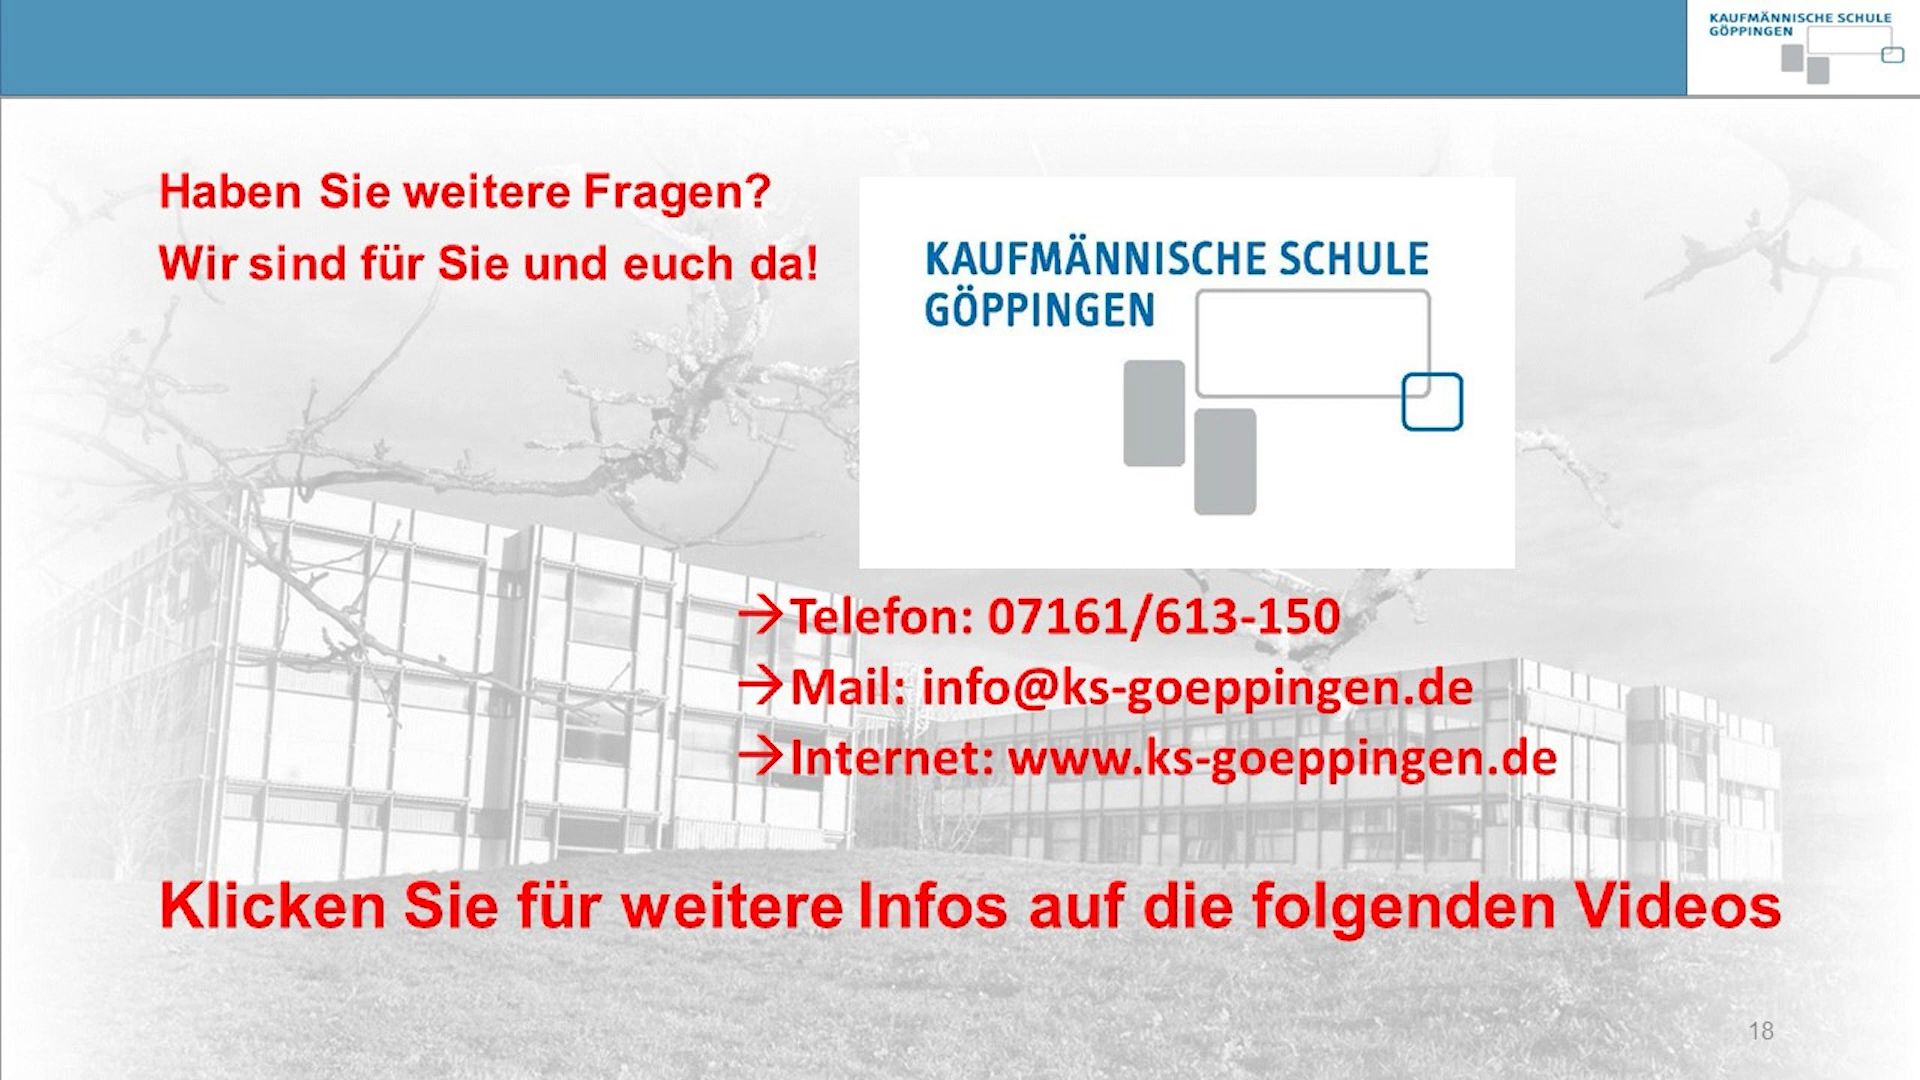 KAUFMÄNNISCHE SCHULE
GÖPPINGEN
Haben Sie weitere Fragen?
Wir sind für Sie und euch da!
KAUFMÄNNISCHE SCHULE
GÖPPINGEN
→Telefon: 07161/613-150
→Mail: info@ks-goeppingen.de
→Internet: www.ks-goeppingen.de
Klicken Sie für weitere Infos auf die folgenden Videos
18